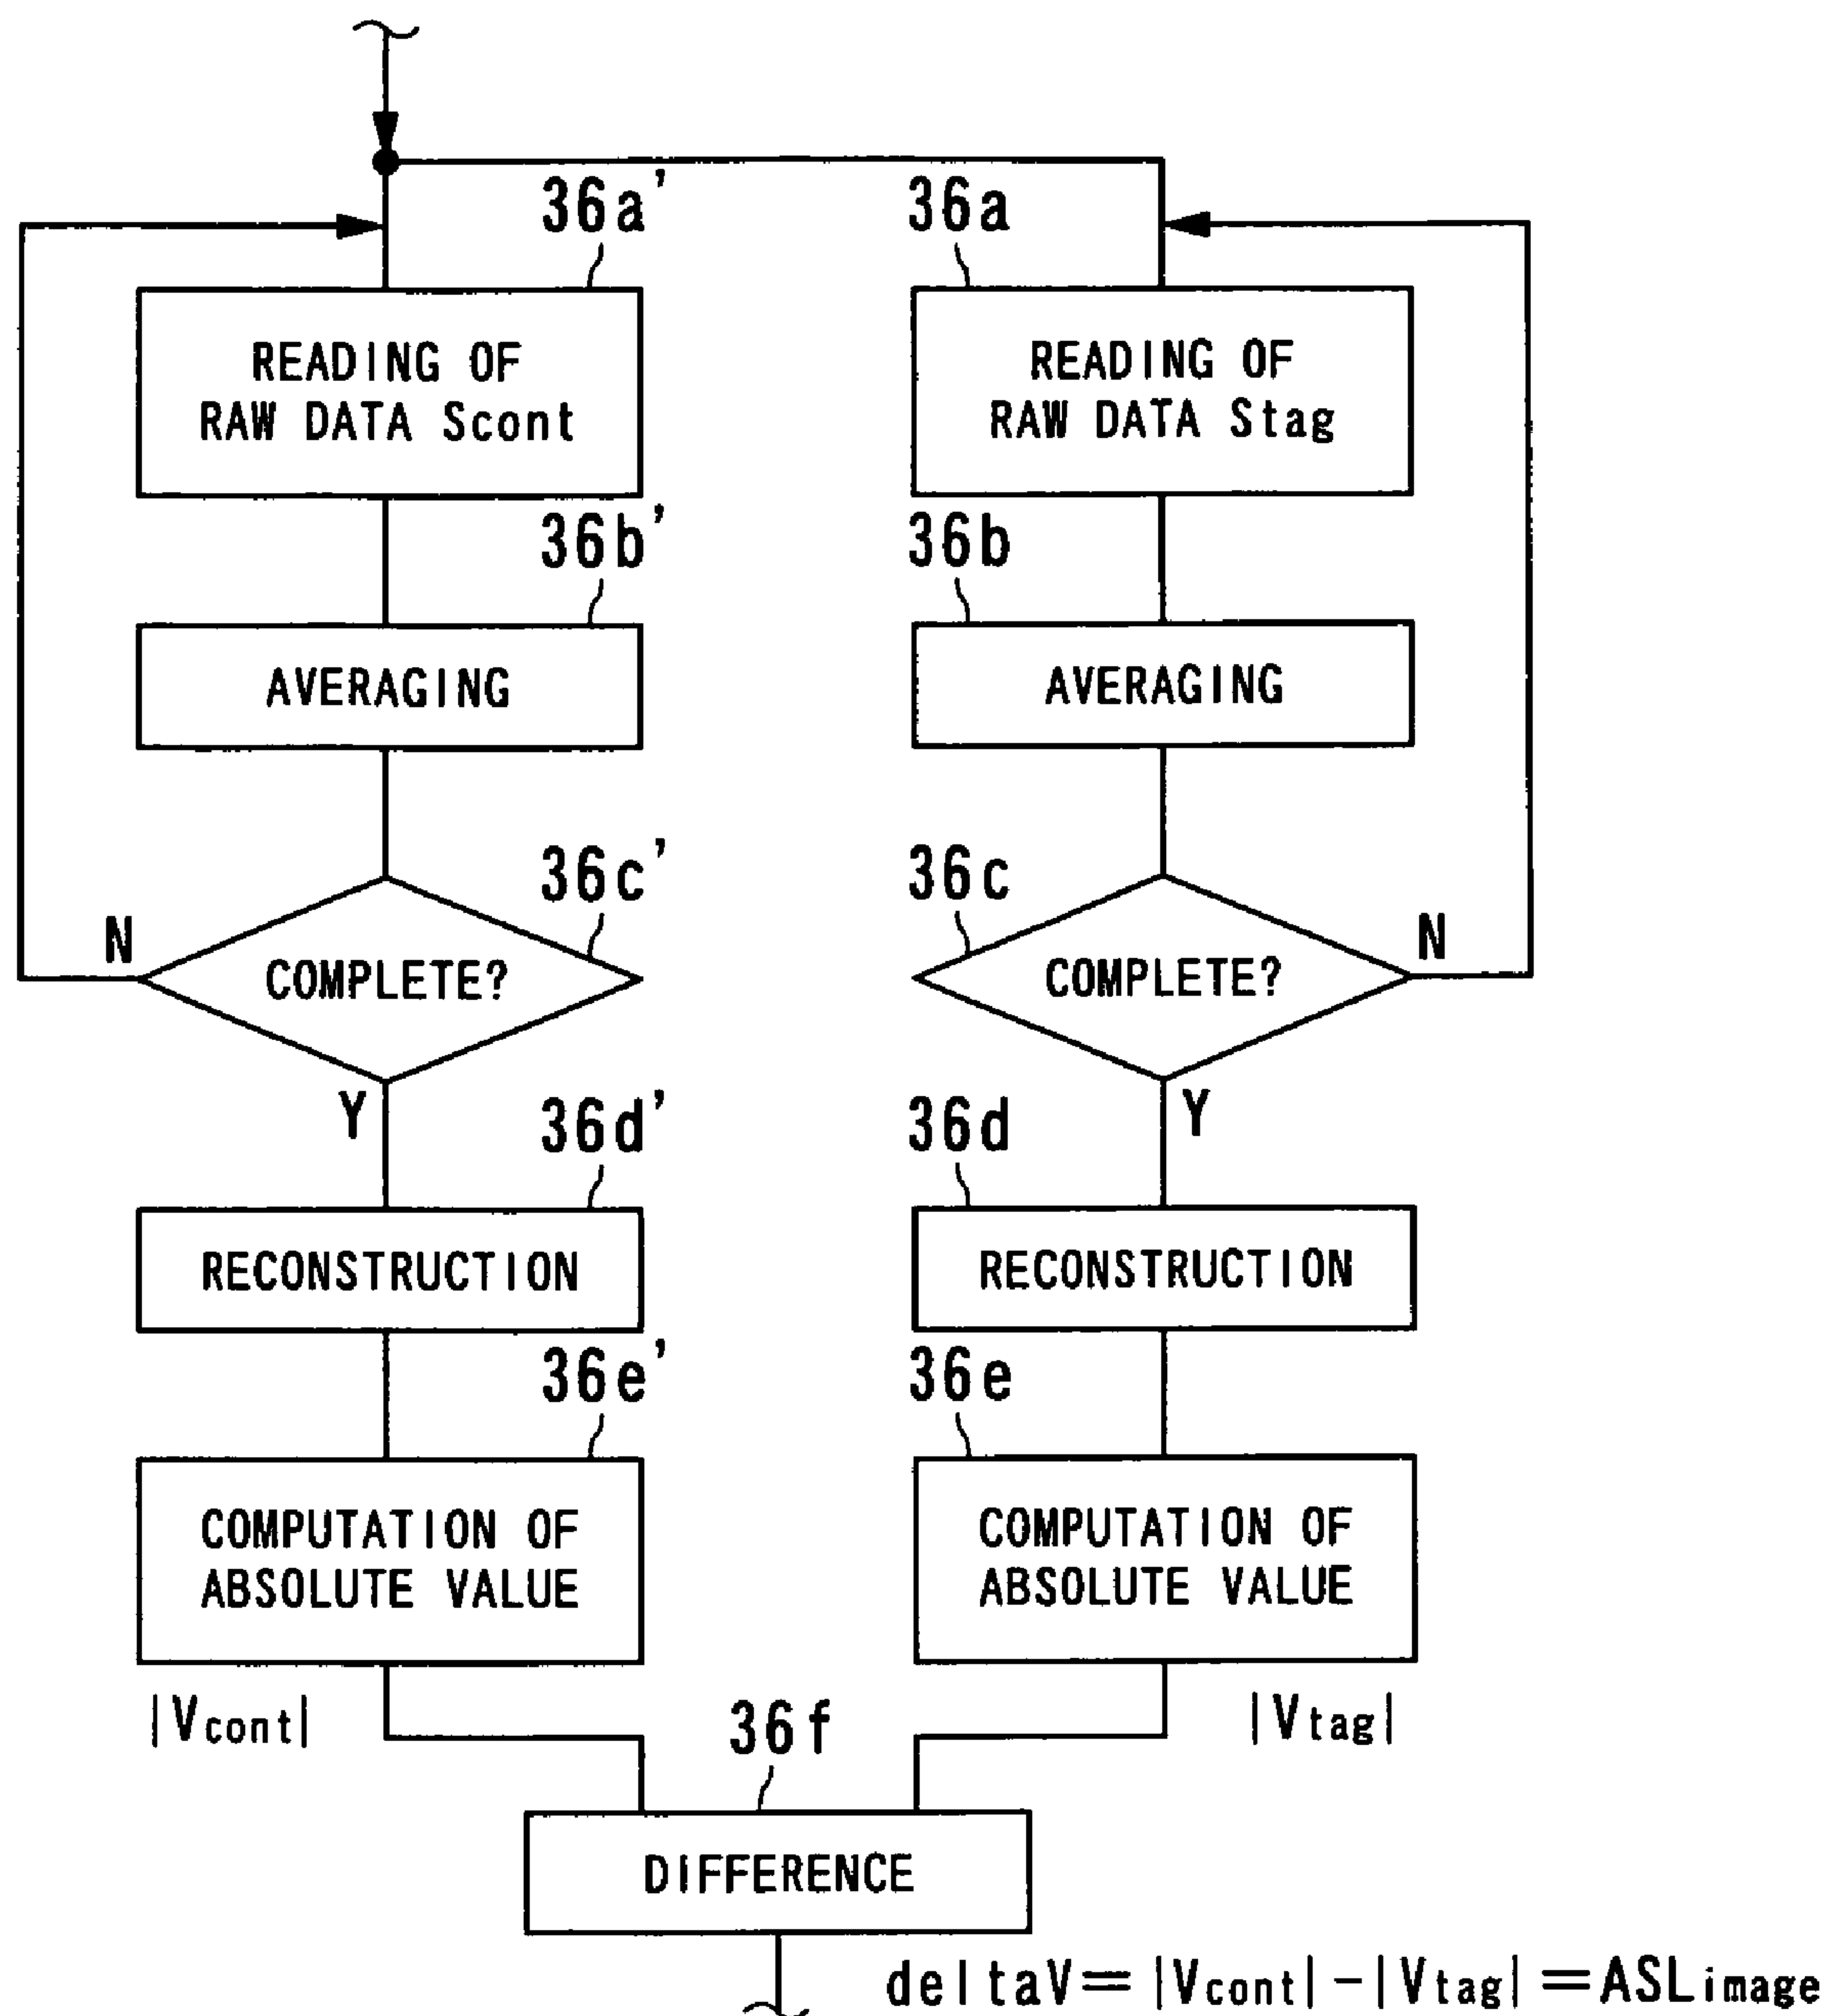 36a'
36a
READING OF
RAW DATA Scont
READING OF
RAW DATA Stag
36b'
36b
AVERAGING
AVERAGING
36c'
36c
N
COMPLETE?
COMPLETE?
N
Y
Y
36d'
36d
RECONSTRUCTION
RECONSTRUCTION
36e'
36e
COMPUTATION OF
ABSOLUTE VALUE
COMPUTATION OF
ABSOLUTE VALUE
|Vcont|
36f
|Vtag|
DIFFERENCE
deltaV=|Vcont|-|Vtag|=ASLimage